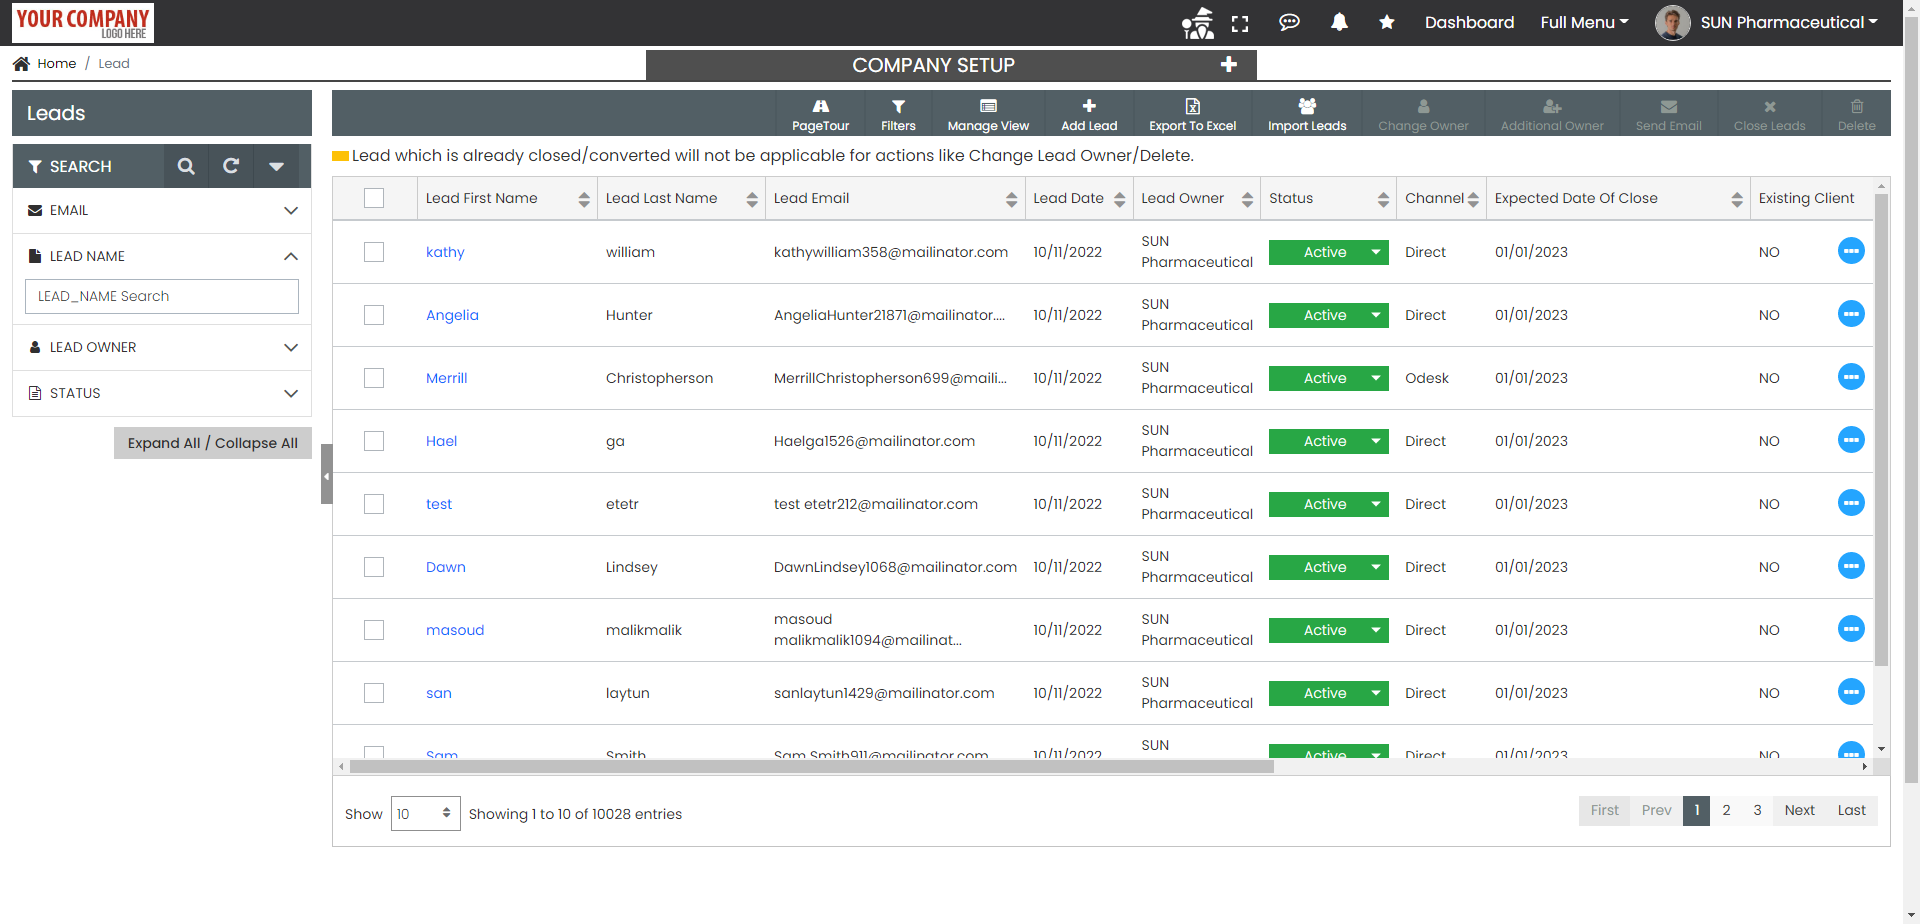 YOUR COMPANY
LOGO HERE
Dashboard
Full Menu
SUN Pharmaceutical
Home / Lead
COMPANY SETUP
Leads
PageTour
Filters
Manage View
Add Lead
Export To Excel
Import Leads
Change Owner
Additional Owner
Send Email
Close Leads
Delete
SEARCH
EMAIL
LEAD NAME
LEAD_NAME Search
LEAD OWNER
STATUS
Expand All / Collapse All
Lead which is already closed/converted will not be applicable for actions like Change Lead Owner/Delete.
Lead First Name Lead Last Name Lead Email Lead Date Lead Owner Status Channel Expected Date Of Close Existing Client
kathy william kathywilliam358@mailinator.com 10/11/2022 SUN Pharmaceutical Active Direct 01/01/2023 NO
Angelia Hunter AngeliaHunter21871@mailinator.... 10/11/2022 SUN Pharmaceutical Active Direct 01/01/2023 NO
Merrill Christopherson MerrillChristopherson699@maili... 10/11/2022 SUN Pharmaceutical Active Odesk 01/01/2023 NO
Hael ga Haelga1526@mailinator.com 10/11/2022 SUN Pharmaceutical Active Direct 01/01/2023 NO
test etetr test etetr212@mailinator.com 10/11/2022 SUN Pharmaceutical Active Direct 01/01/2023 NO
Dawn Lindsey DawnLindsey1068@mailinator.com 10/11/2022 SUN Pharmaceutical Active Direct 01/01/2023 NO
masoud malikmalik masoud malikmalik1094@mailinat... 10/11/2022 SUN Pharmaceutical Active Direct 01/01/2023 NO
san laytun sanlaytun1429@mailinator.com 10/11/2022 SUN Pharmaceutical Active Direct 01/01/2023 NO
Sam Smith Sam Smith911@mailinator.com 10/11/2022 SUN Active Direct 01/01/2023 NO
Show 10 Showing 1 to 10 of 10028 entries
First Prev 1 2 3 Next Last